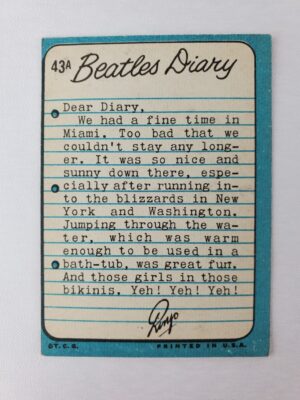 43A Beatles Diary
Dear Diary,
We had a fine time in
Miami. Too bad that we
couldn't stay any long-
er. It was so nice and
sunny down there, espe-
cially after running in-
to the blizzards in New
York and Washington.
Jumping through the wa-
ter, which was warm
enough to be used in a
bath-tub, was great fun.
And those girls in those
bikinis, Yeh! Yeh! Yeh!
Ringo
©T. C. G. PRINTED IN U.S.A.